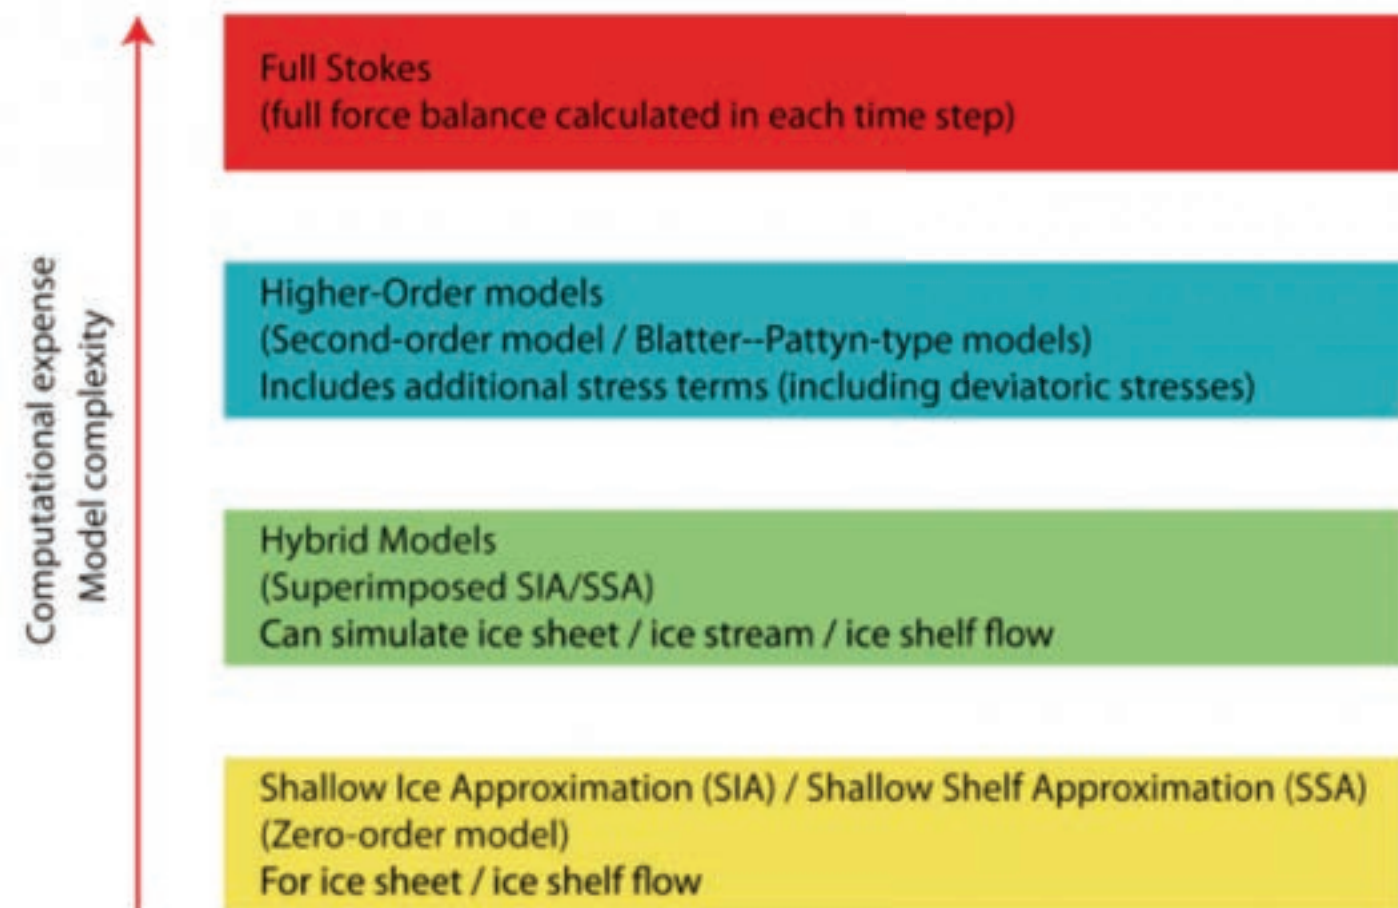 Computational expense
Model complexity
Full Stokes
(full force balance calculated in each time step)
Higher-Order models
(Second-order model / Blatter--Pattyn-type models)
Includes additional stress terms (including deviatoric stresses)
Hybrid Models
(Superimposed SIA/SSA)
Can simulate ice sheet / ice stream / ice shelf flow
Shallow Ice Approximation (SIA) / Shallow Shelf Approximation (SSA)
(Zero-order model)
For ice sheet / ice shelf flow